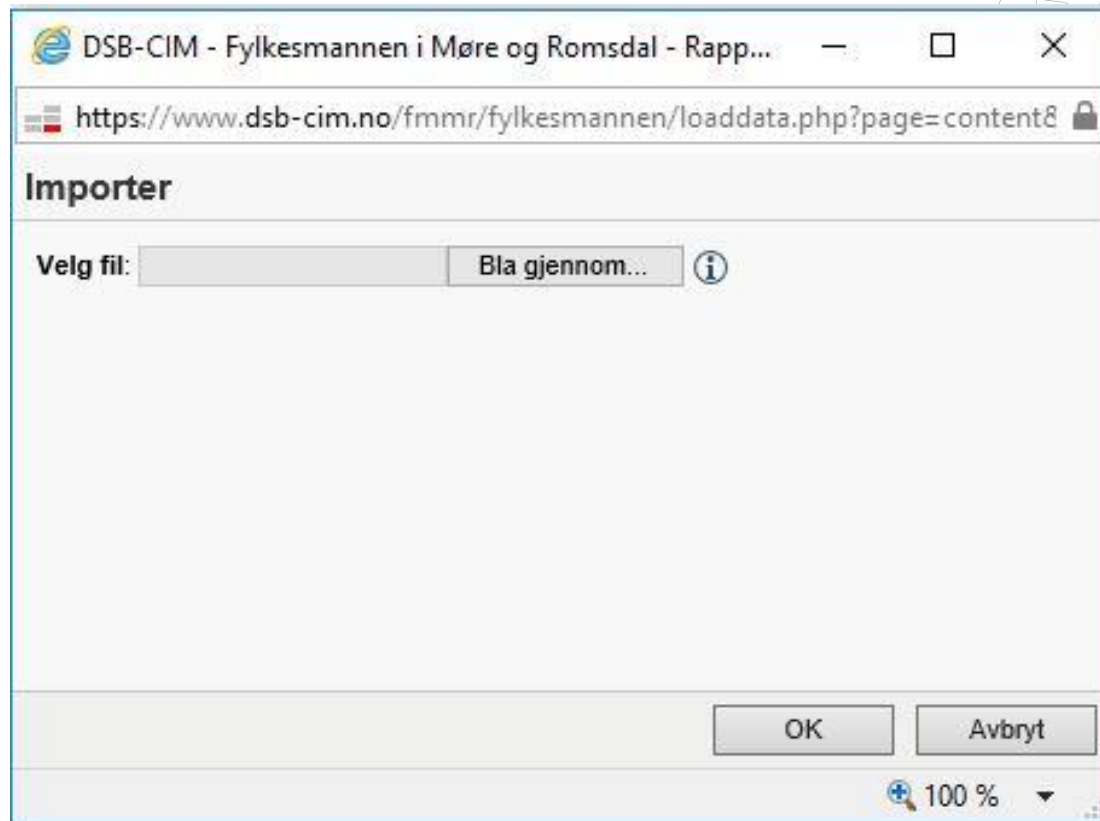 DSB-CIM - Fylkesmannen i Møre og Romsdal - Rapp...
https://www.dsb-cim.no/fmmr/fylkesmannen/loaddata.php?page=content&
Importer
Velg fil: Bla gjennom...
OK Avbryt
100 %